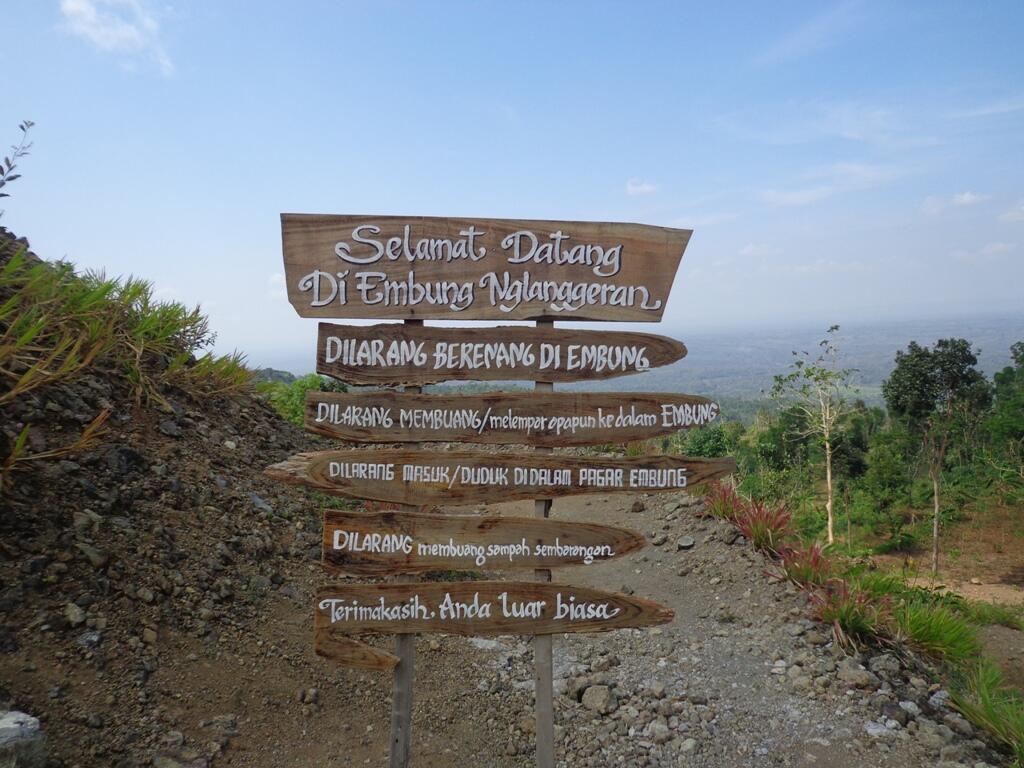 Selamat Datang
Di Embung Nglanggeran
DILARANG BERENANG DI EMBUNG
DILARANG MEMBUANG/melempar apapun ke dalam EMBUNG
DILARANG MASUK/DUDUK DI DALAM PAGAR EMBUNG
DILARANG membuang sampah sembarangan
Terimakasih. Anda luar biasa